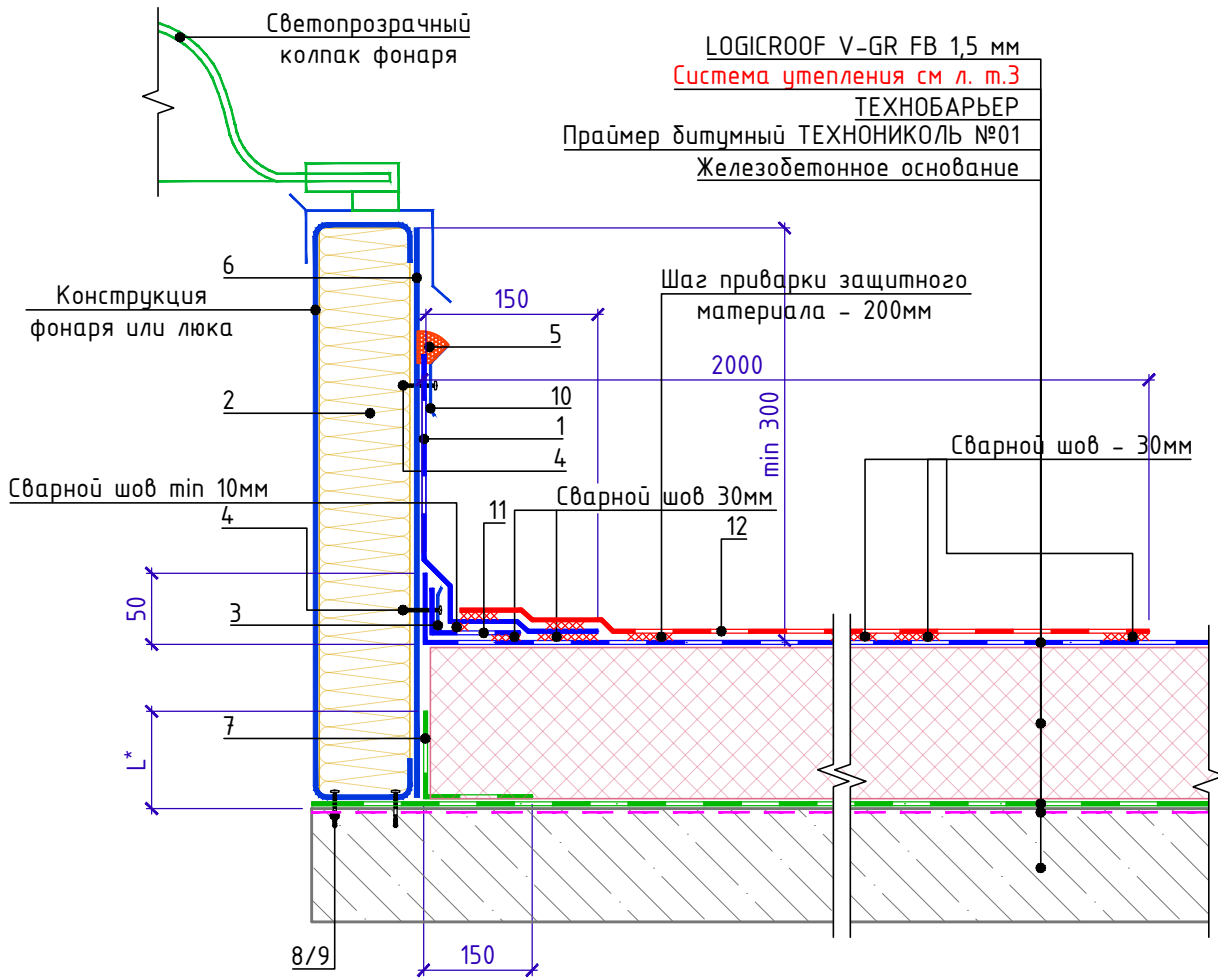 Светопрозрачный
колпак фонаря
LOGICROOF V-GR FB 1,5 мм
Система утепления см л. т.3
ТЕХНОБАРЬЕР
Праймер битумный ТЕХНОНИКОЛЬ №01
Железобетонное основание
6
Конструкция
фонаря или люка
150
Шаг приварки защитного
материала - 200мм
5
2000
min 300
2
10
1
4
Сварной шов - 30мм
Сварной шов min 10мм
Сварной шов 30мм
4
11
12
50
3
7
L*
8/9
150